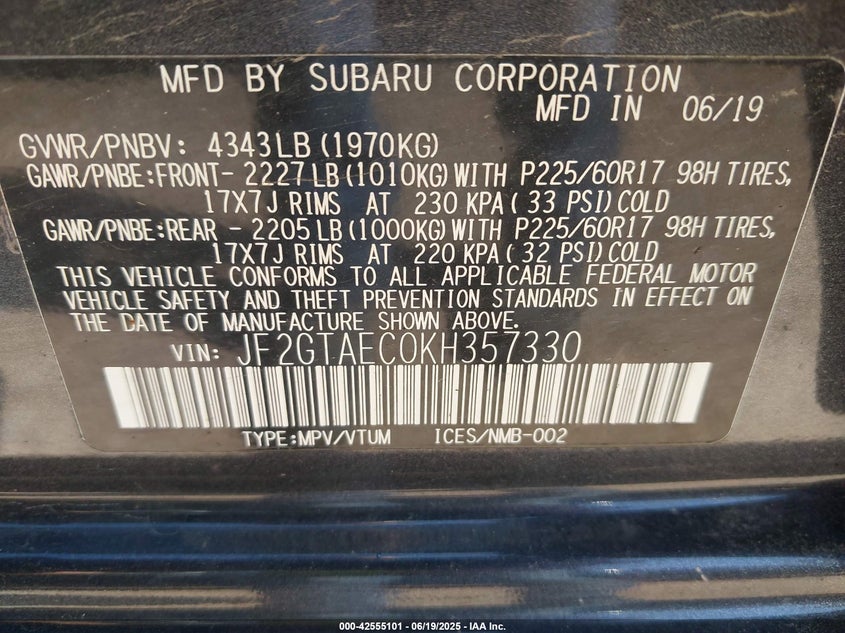 MFD BY SUBARU CORPORATION
MFD IN 06/19
GVWR/PNBV: 4343LB (1970KG)
GAWR/PNBE:FRONT- 2227LB(1010KG)WITH P225/60R17 98H TIRES,
17X7J RIMS AT 230 KPA( 33 PSI)COLD
GAWR/PNBE:REAR - 2205LB(1000KG)WITH P225/60R17 98H TIRES,
17X7J RIMS AT 220 KPA( 32 PSI)COLD
THIS VEHICLE CONFORMS TO ALL APPLICABLE FEDERAL MOTOR
VEHICLE SAFETY AND THEFT PREVENTION STANDARDS IN EFFECT ON
THE DATE OF MANUFACTURE SHOWN ABOVE.
VIN: JF2GTAEC0KH357330
TYPE:MPV/VTUM ICES/NMB-002
000-42555101 - 06/19/2025 - IAA Inc.